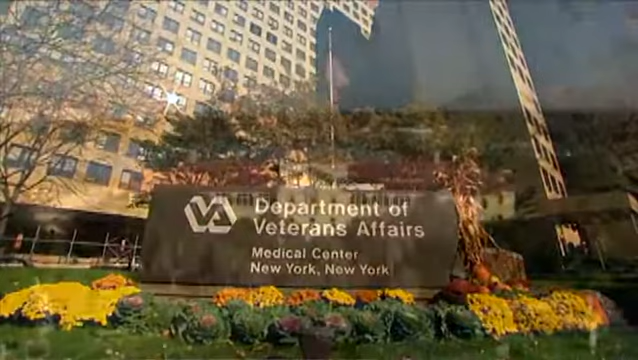 VA Department of
Veterans Affairs
Medical Center
New York, New York